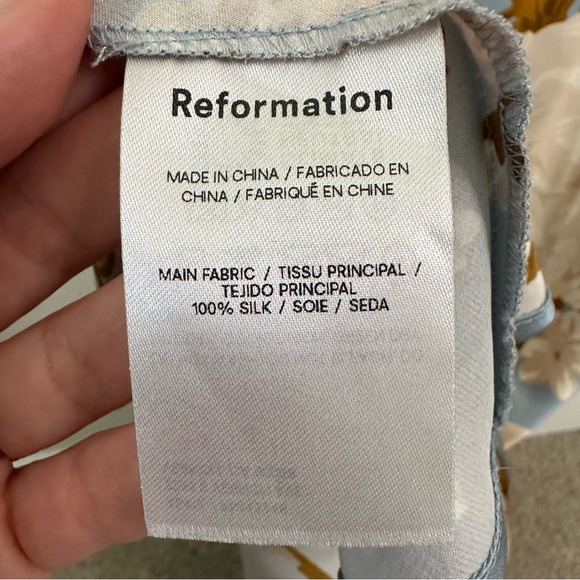 Reformation
MADE IN CHINA / FABRICADO EN
CHINA / FABRIQUÉ EN CHINE
MAIN FABRIC / TISSU PRINCIPAL /
TEJIDO PRINCIPAL
100% SILK / SOIE / SEDA